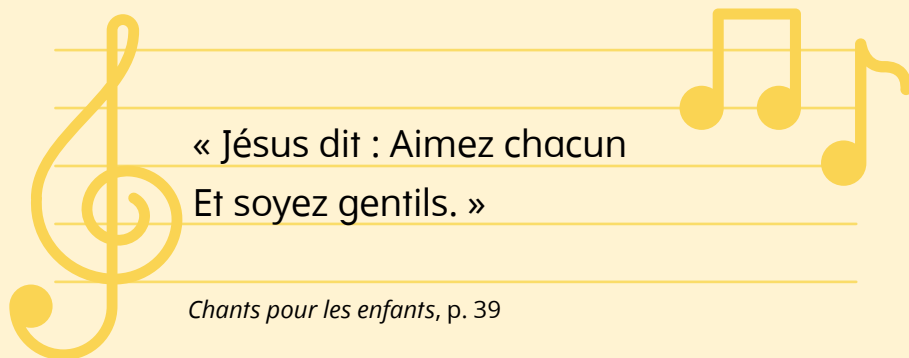 « Jésus dit : Aimez chacun
Et soyez gentils. »
Chants pour les enfants, p. 39